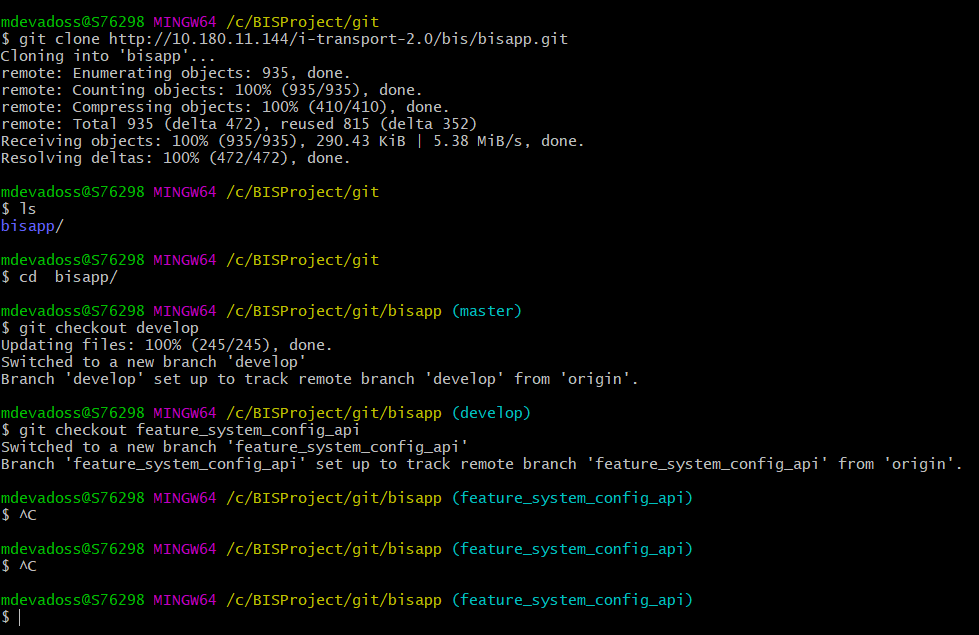 mdevadoss@S76298 MINGW64 /c/BISProject/git
$ git clone http://10.180.11.144/i-transport-2.0/bis/bisapp.git
Cloning into 'bisapp'...
remote: Enumerating objects: 935, done.
remote: Counting objects: 100% (935/935), done.
remote: Compressing objects: 100% (410/410), done.
remote: Total 935 (delta 472), reused 815 (delta 352)
Receiving objects: 100% (935/935), 290.43 KiB | 5.38 MiB/s, done.
Resolving deltas: 100% (472/472), done.
mdevadoss@S76298 MINGW64 /c/BISProject/git
$ ls
bisapp/
mdevadoss@S76298 MINGW64 /c/BISProject/git
$ cd  bisapp/
mdevadoss@S76298 MINGW64 /c/BISProject/git/bisapp (master)
$ git checkout develop
Updating files: 100% (245/245), done.
Switched to a new branch 'develop'
Branch 'develop' set up to track remote branch 'develop' from 'origin'.
mdevadoss@S76298 MINGW64 /c/BISProject/git/bisapp (develop)
$ git checkout feature_system_config_api
Switched to a new branch 'feature_system_config_api'
Branch 'feature_system_config_api' set up to track remote branch 'feature_system_config_api' from 'origin'.
mdevadoss@S76298 MINGW64 /c/BISProject/git/bisapp (feature_system_config_api)
$ ^C
mdevadoss@S76298 MINGW64 /c/BISProject/git/bisapp (feature_system_config_api)
$ ^C
mdevadoss@S76298 MINGW64 /c/BISProject/git/bisapp (feature_system_config_api)
$